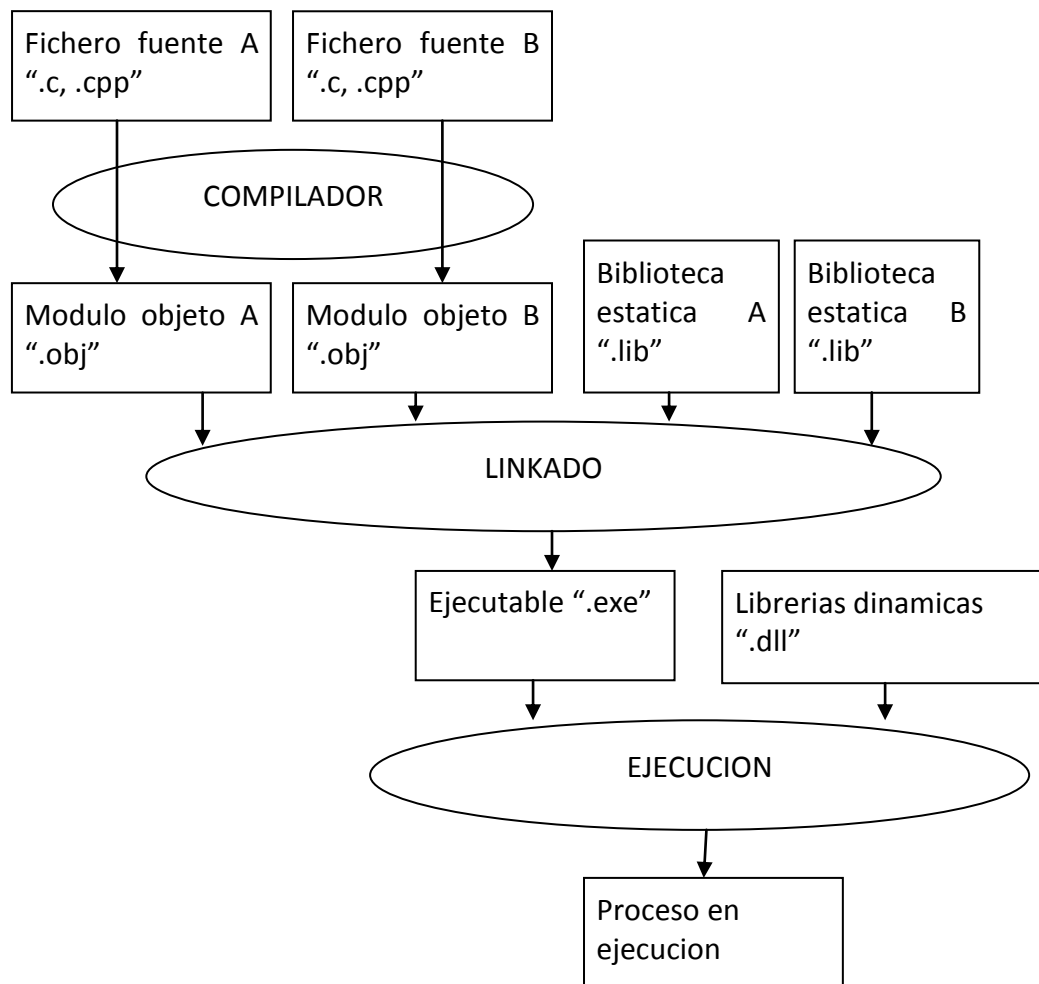 Fichero fuente A
“.c, .cpp”
Fichero fuente B
“.c, .cpp”
COMPILADOR
Modulo objeto A
“.obj”
Modulo objeto B
“.obj”
Biblioteca
estatica A
“.lib”
Biblioteca
estatica B
“.lib”
LINKADO
Ejecutable “.exe”
Librerias dinamicas
“.dll”
EJECUCION
Proceso en
ejecucion